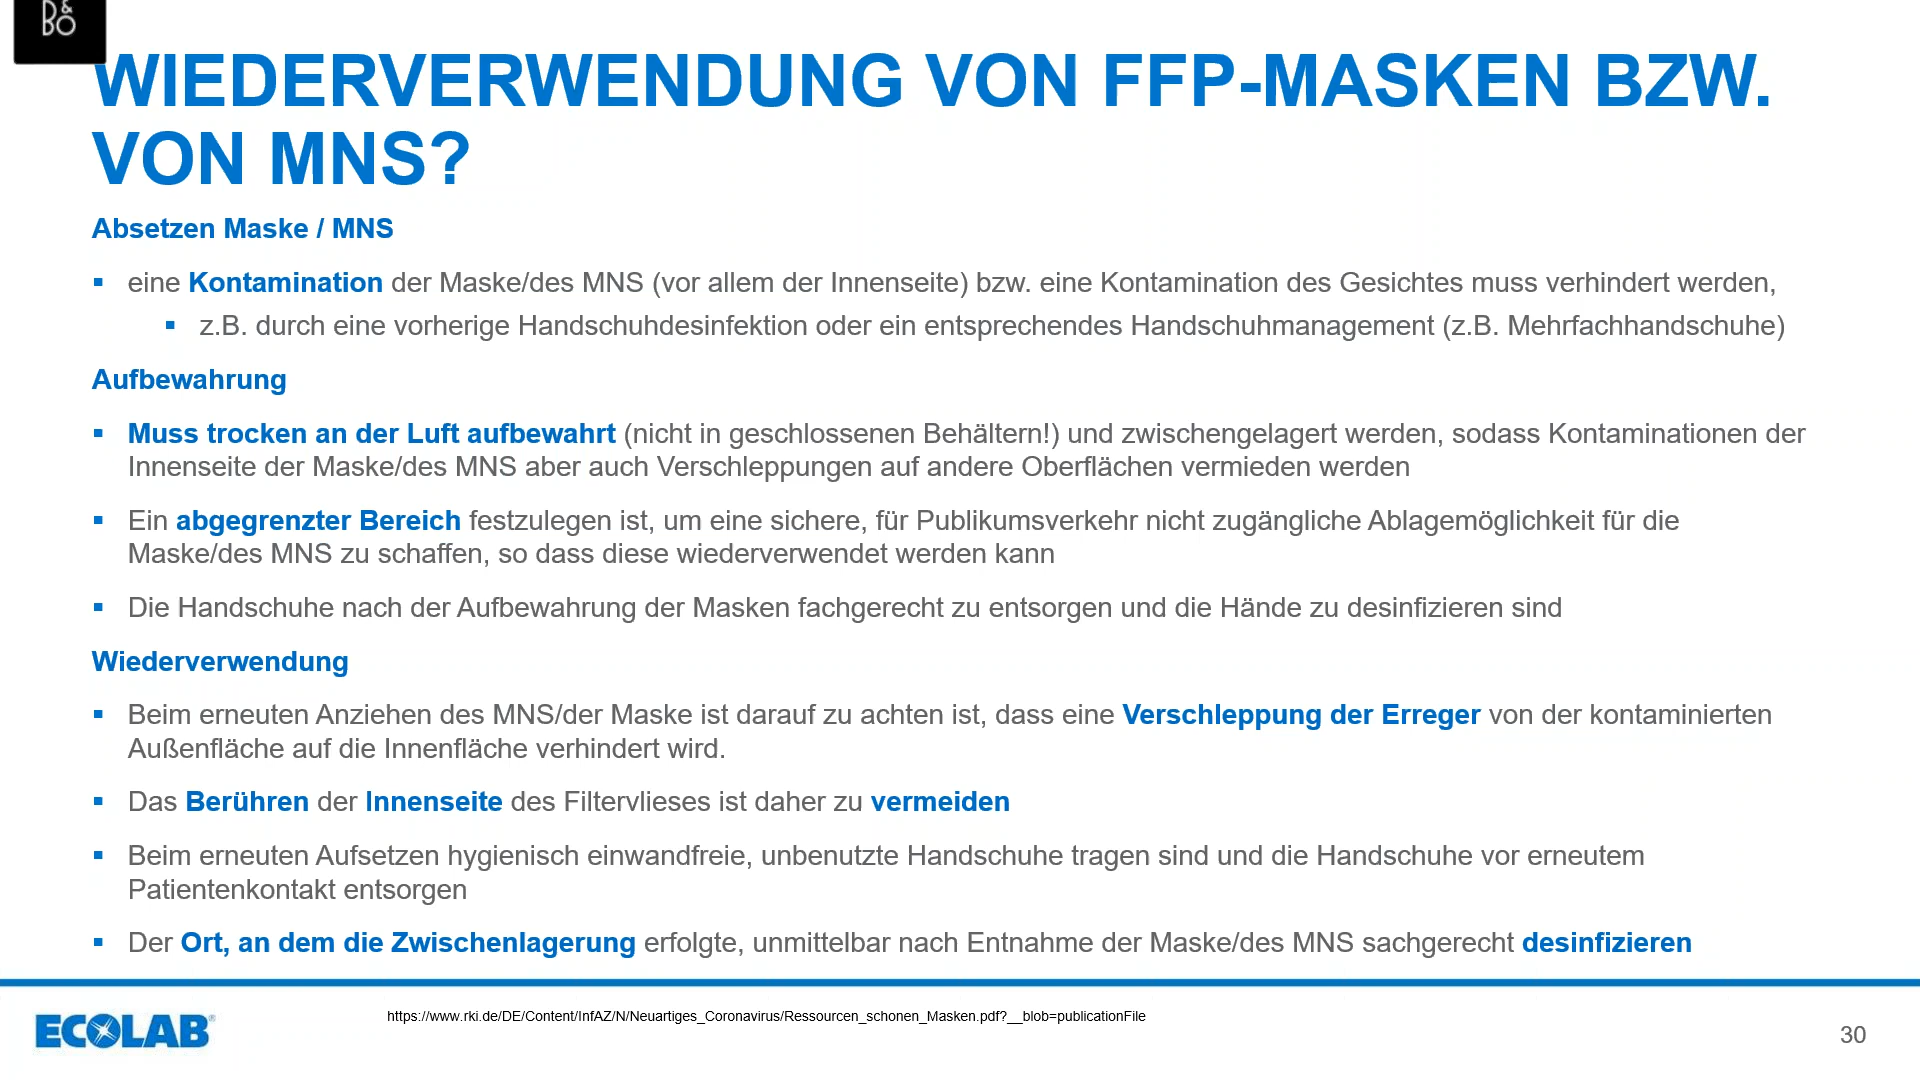 B&O
WIEDERVERWENDUNG VON FFP-MASKEN BZW.
VON MNS?
Absetzen Maske / MNS
▪ eine Kontamination der Maske/des MNS (vor allem der Innenseite) bzw. eine Kontamination des Gesichtes muss verhindert werden,
▪ z.B. durch eine vorherige Handschuhdesinfektion oder ein entsprechendes Handschuhmanagement (z.B. Mehrfachhandschuhe)
Aufbewahrung
▪ Muss trocken an der Luft aufbewahrt (nicht in geschlossenen Behältern!) und zwischengelagert werden, sodass Kontaminationen der
Innenseite der Maske/des MNS aber auch Verschleppungen auf andere Oberflächen vermieden werden
▪ Ein abgegrenzter Bereich festzulegen ist, um eine sichere, für Publikumsverkehr nicht zugängliche Ablagemöglichkeit für die
Maske/des MNS zu schaffen, so dass diese wiederverwendet werden kann
▪ Die Handschuhe nach der Aufbewahrung der Masken fachgerecht zu entsorgen und die Hände zu desinfizieren sind
Wiederverwendung
▪ Beim erneuten Anziehen des MNS/der Maske ist darauf zu achten ist, dass eine Verschleppung der Erreger von der kontaminierten
Außenfläche auf die Innenfläche verhindert wird.
▪ Das Berühren der Innenseite des Filtervlieses ist daher zu vermeiden
▪ Beim erneuten Aufsetzen hygienisch einwandfreie, unbenutzte Handschuhe tragen sind und die Handschuhe vor erneutem
Patientenkontakt entsorgen
▪ Der Ort, an dem die Zwischenlagerung erfolgte, unmittelbar nach Entnahme der Maske/des MNS sachgerecht desinfizieren
ECOLAB®
https://www.rki.de/DE/Content/InfAZ/N/Neuartiges_Coronavirus/Ressourcen_schonen_Masken.pdf?__blob=publicationFile
30